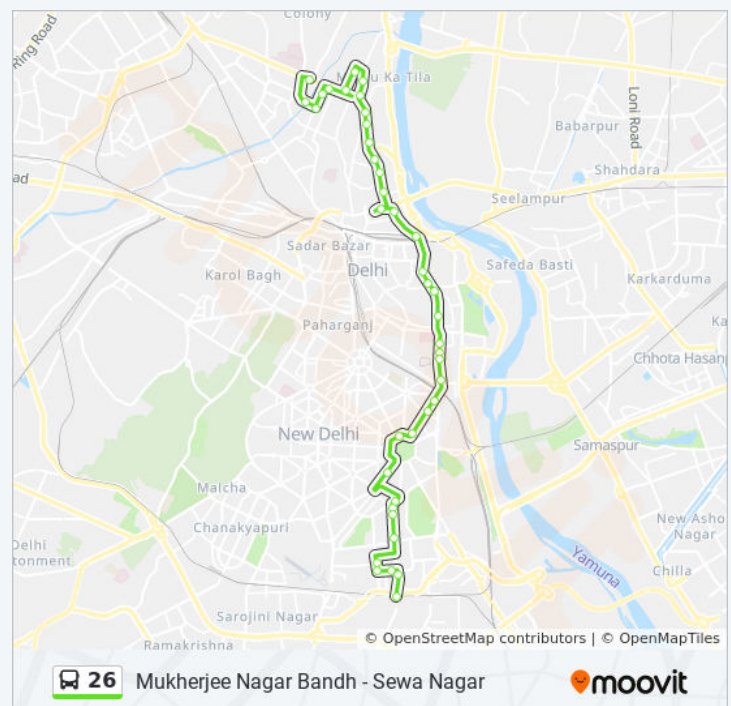 Colony
Ring Road
Majnu Ka Tila
Loni Road
Babarpur
Shahdara
ad
Seelampur
Sadar Bazar
Karol Bagh
Delhi
Safeda Basti
Karkarduma
Paharganj
Ka
Chhota Hasanp
New Delhi
Samaspur
Malcha
Chanakyapuri
New Asho
Nagar
Delhi
tonment
Yamuna
Chilla
Sarojini Nagar
Ramakrishna
© OpenStreetMap contributors | © OpenMapTiles
26 Mukherjee Nagar Bandh - Sewa Nagar
moovit